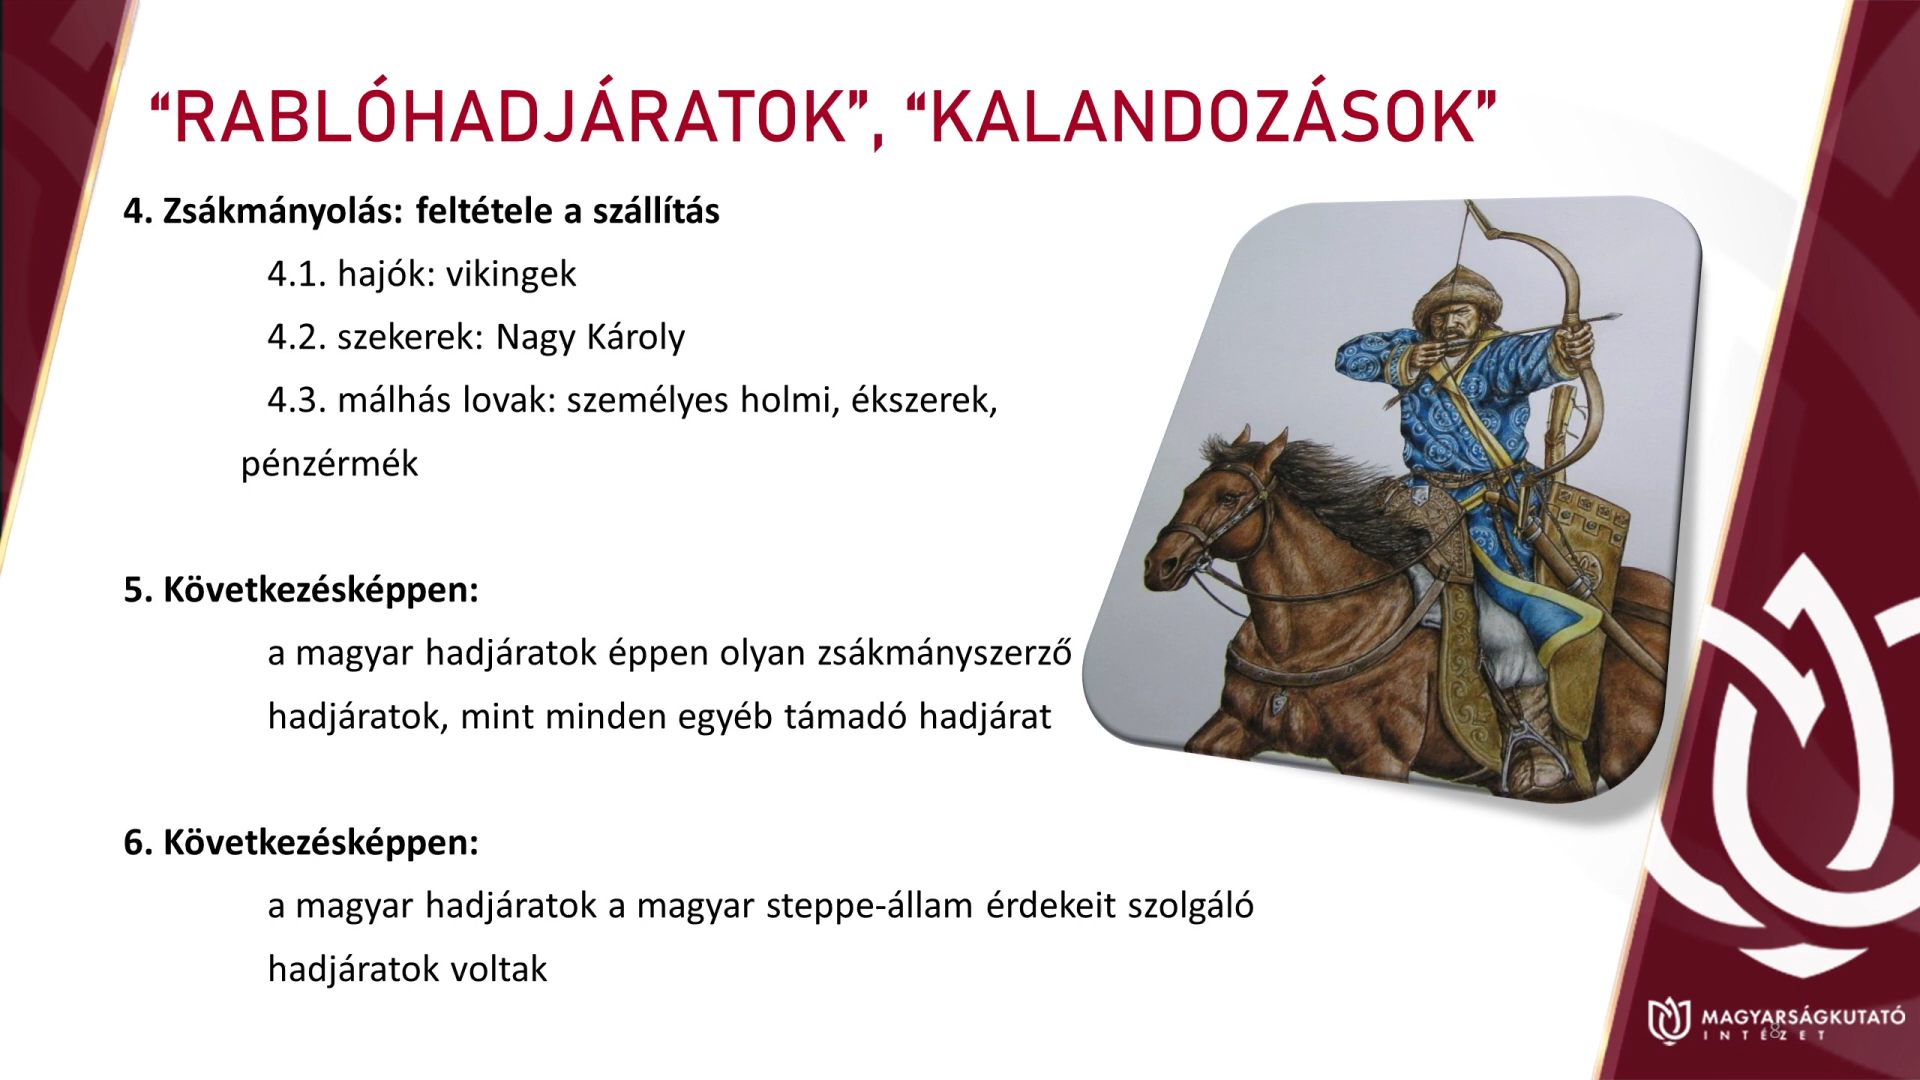 “RABLÓHADJÁRATOK”, “KALANDOZÁSOK”
4. Zsákmányolás: feltétele a szállítás
4.1. hajók: vikingek
4.2. szekerek: Nagy Károly
4.3. málhás lovak: személyes holmi, ékszerek,
pénzérmék
5. Következésképpen:
a magyar hadjáratok éppen olyan zsákmányszerző
hadjáratok, mint minden egyéb támadó hadjárat
6. Következésképpen:
a magyar hadjáratok a magyar steppe-állam érdekeit szolgáló
hadjáratok voltak
MAGYARSÁGKUTATÓ
INTÉZET
8